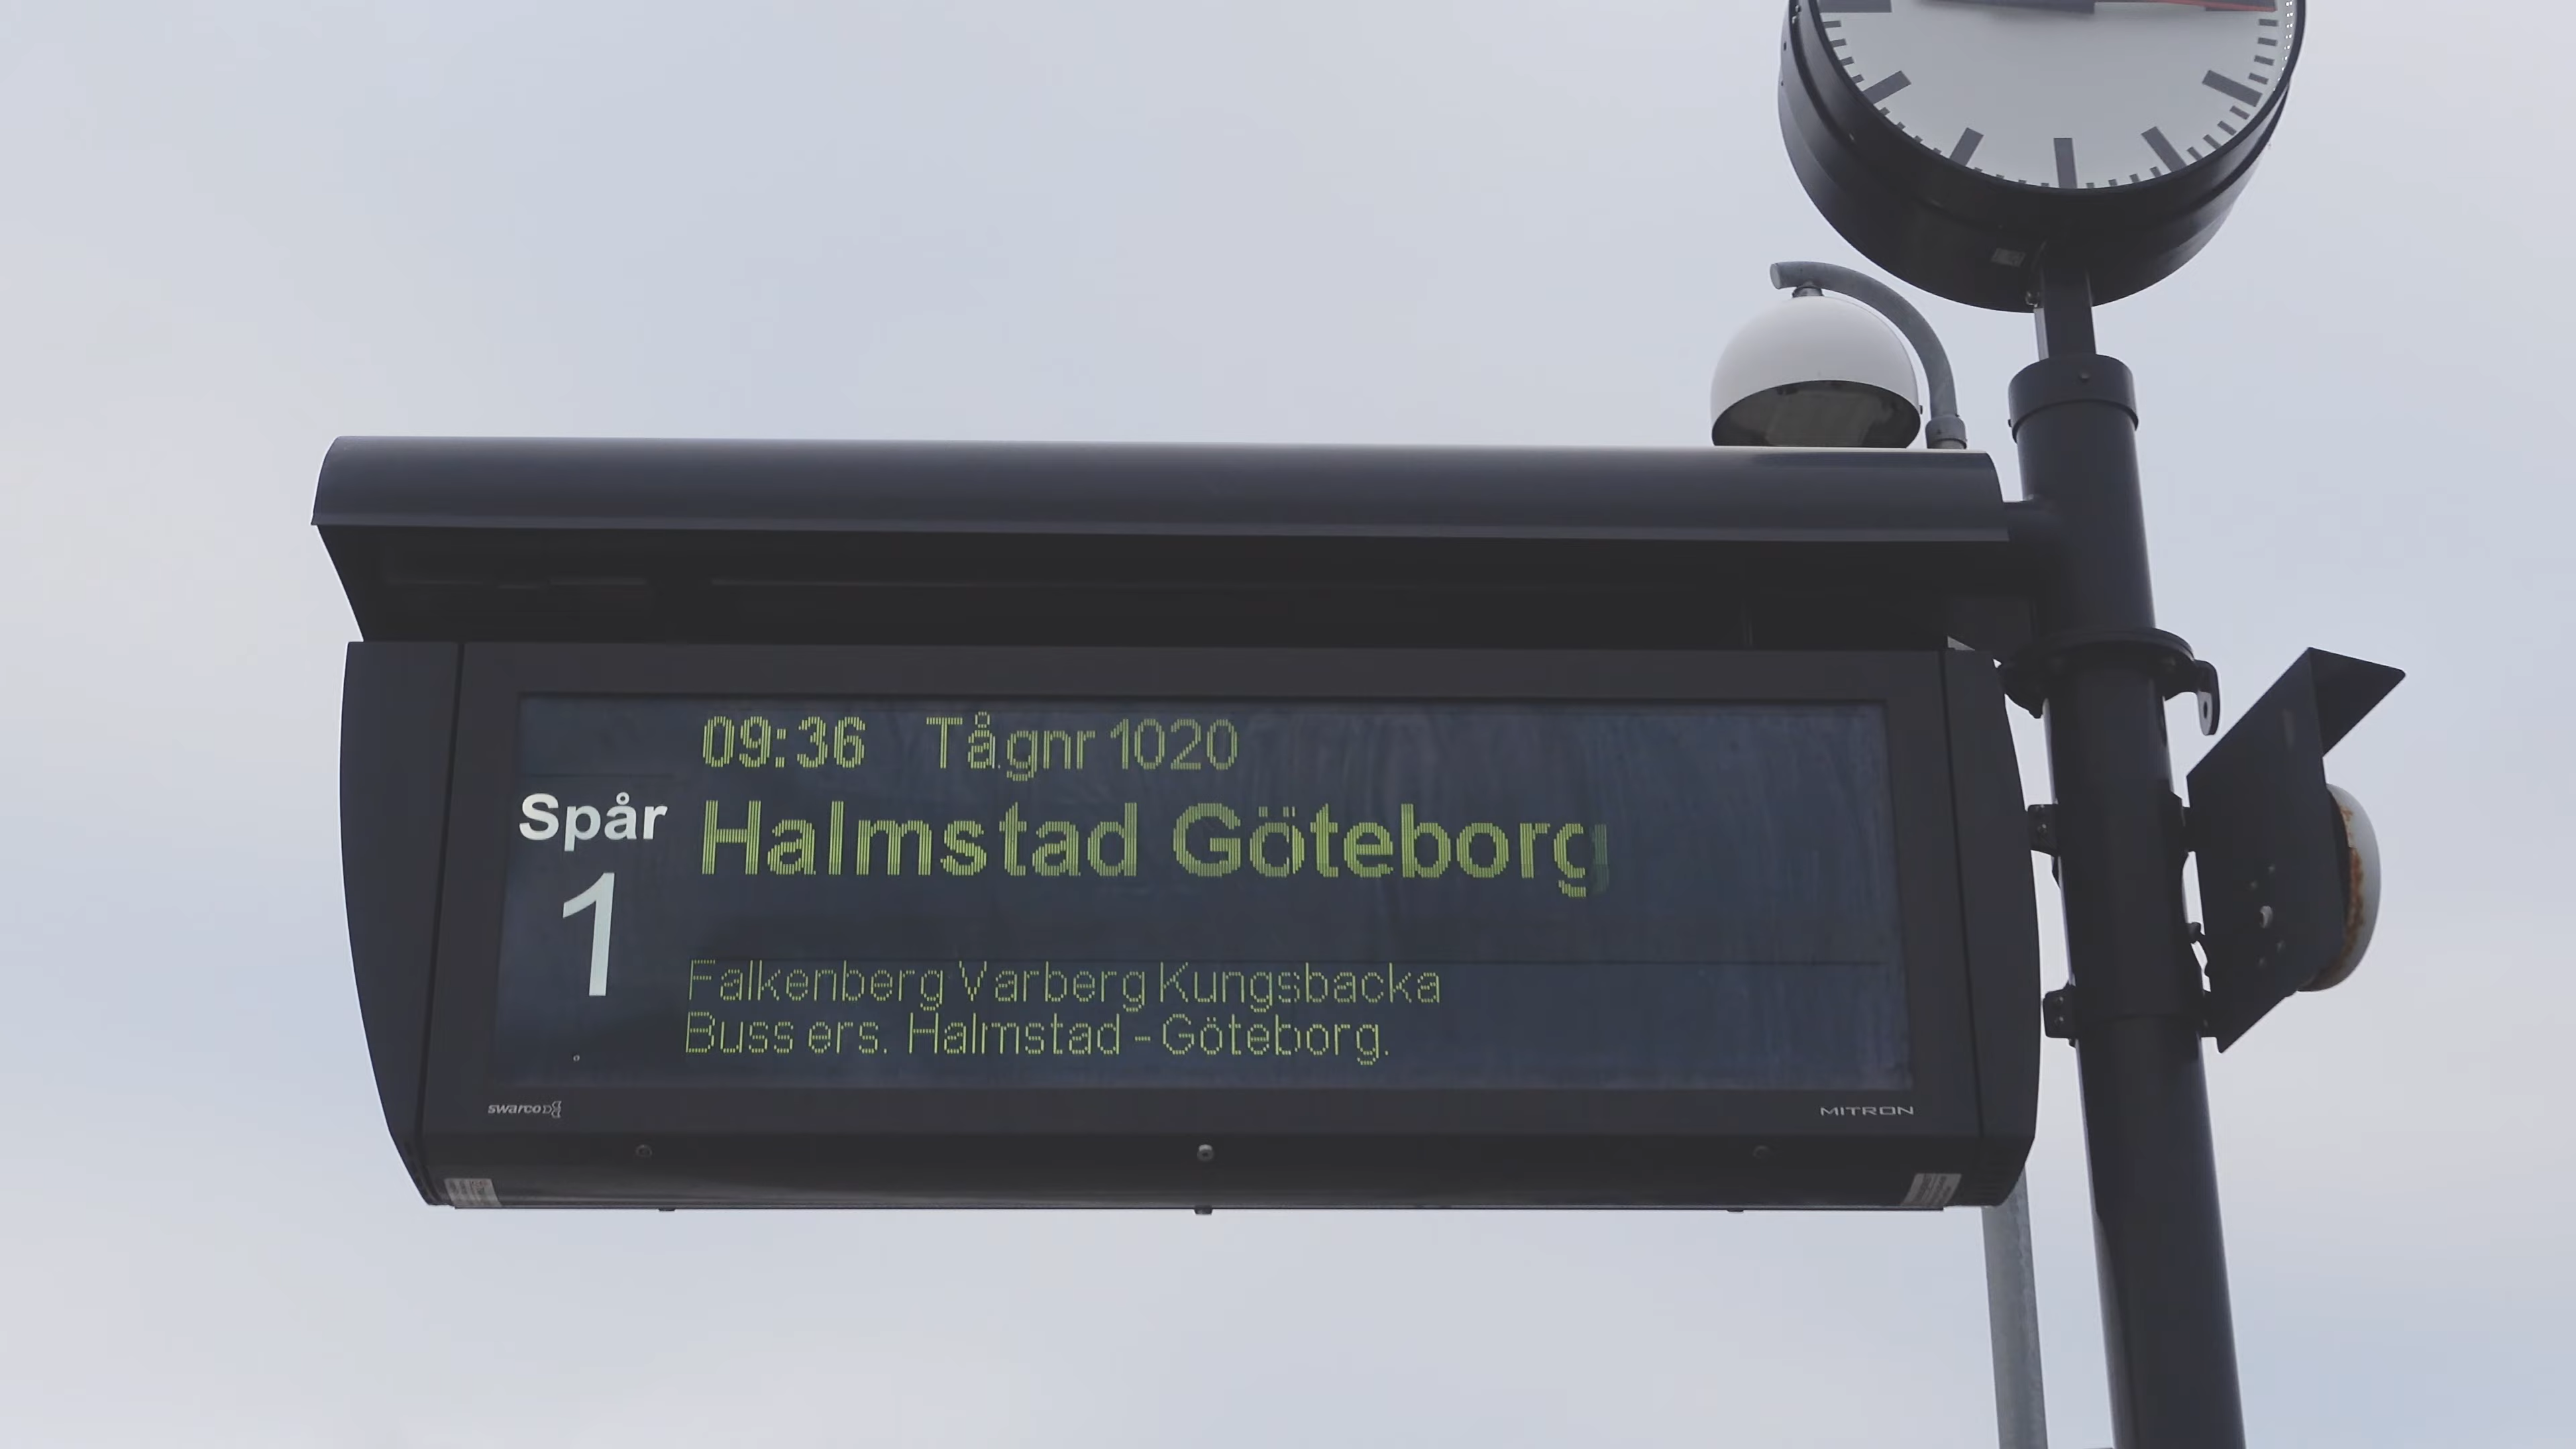 09:36 Tågnr 1020
Spår
1
Halmstad Göteborg
Falkenberg Varberg Kungsbacka
Buss ers. Halmstad - Göteborg.
swarco
MITRON